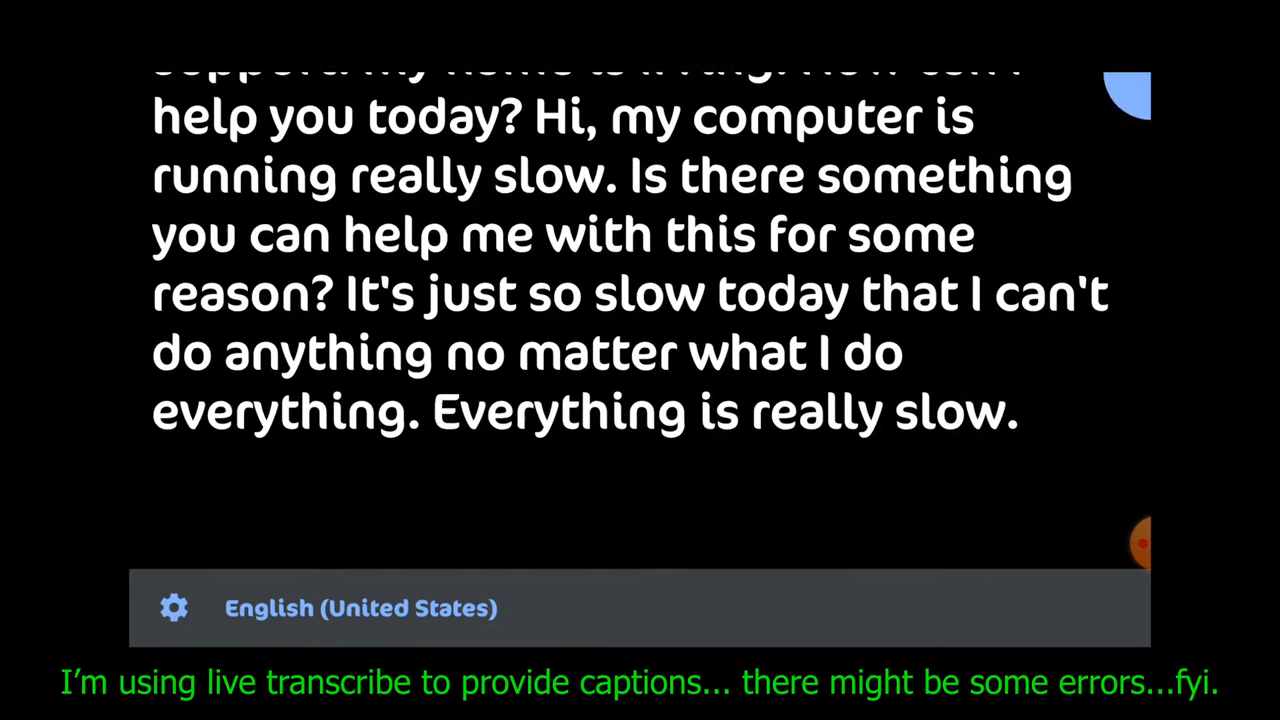 help you today? Hi, my computer is
running really slow. Is there something
you can help me with this for some
reason? It's just so slow today that I can't
do anything no matter what I do
everything. Everything is really slow.
English (United States)
I'm using live transcribe to provide captions... there might be some errors...fyi.